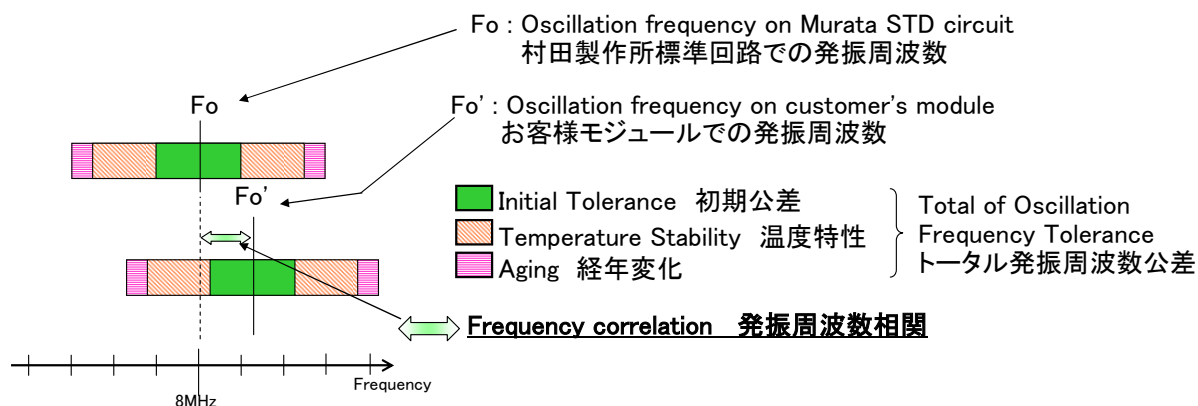 Fo : Oscillation frequency on Murata STD circuit
村田製作所標準回路での発振周波数
Fo
Fo' : Oscillation frequency on customer's module
お客様モジュールでの発振周波数
Fo'
Initial Tolerance 初期公差
Temperature Stability 温度特性
Aging 経年変化
Total of Oscillation
Frequency Tolerance
トータル発振周波数公差
Frequency correlation 発振周波数相関
Frequency
8MHz